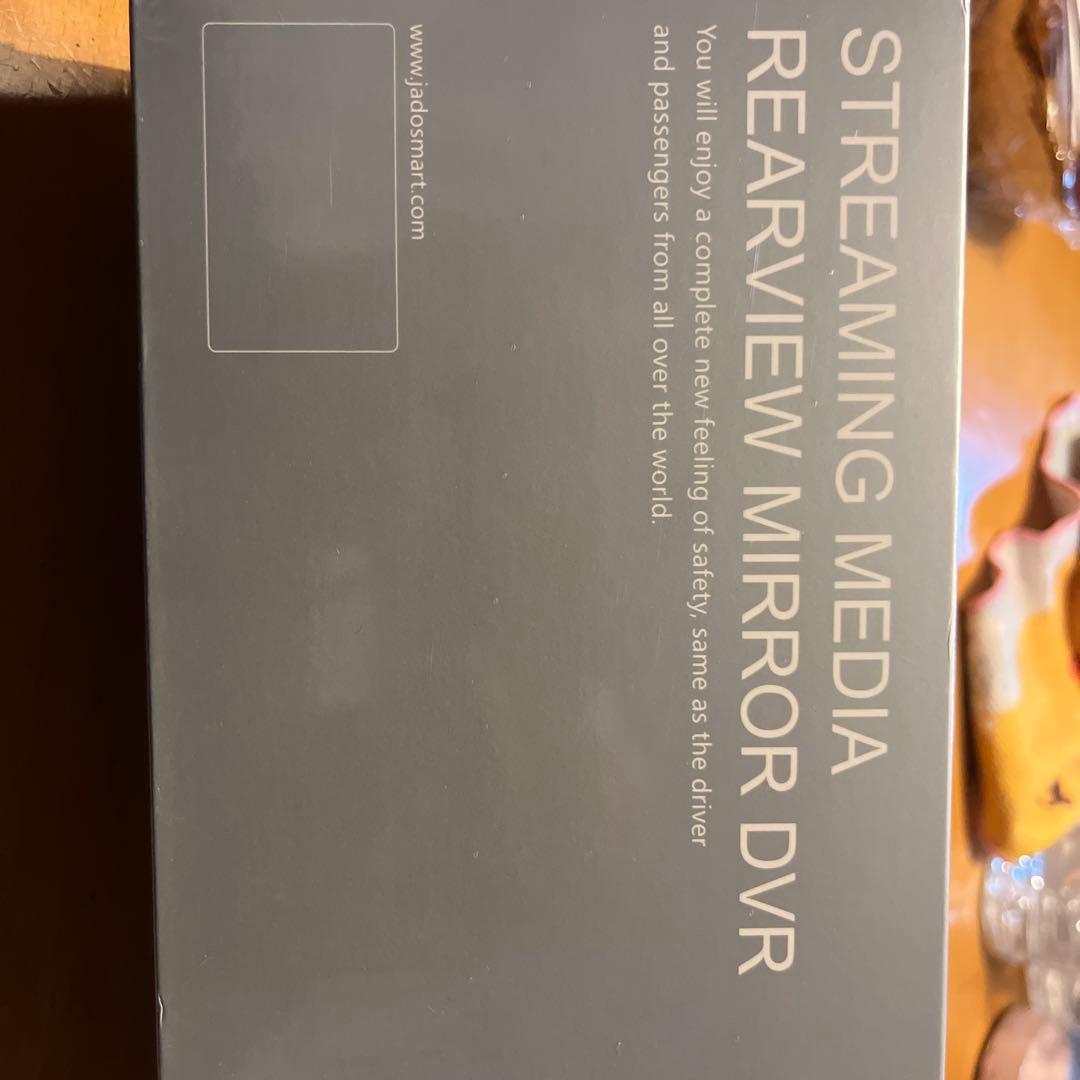 STREAMING MEDIA
REARVIEW MIRROR DVR
You will enjoy a complete new feeling of safety, same as the driver
and passengers from all over the world.
www.jadosmart.com